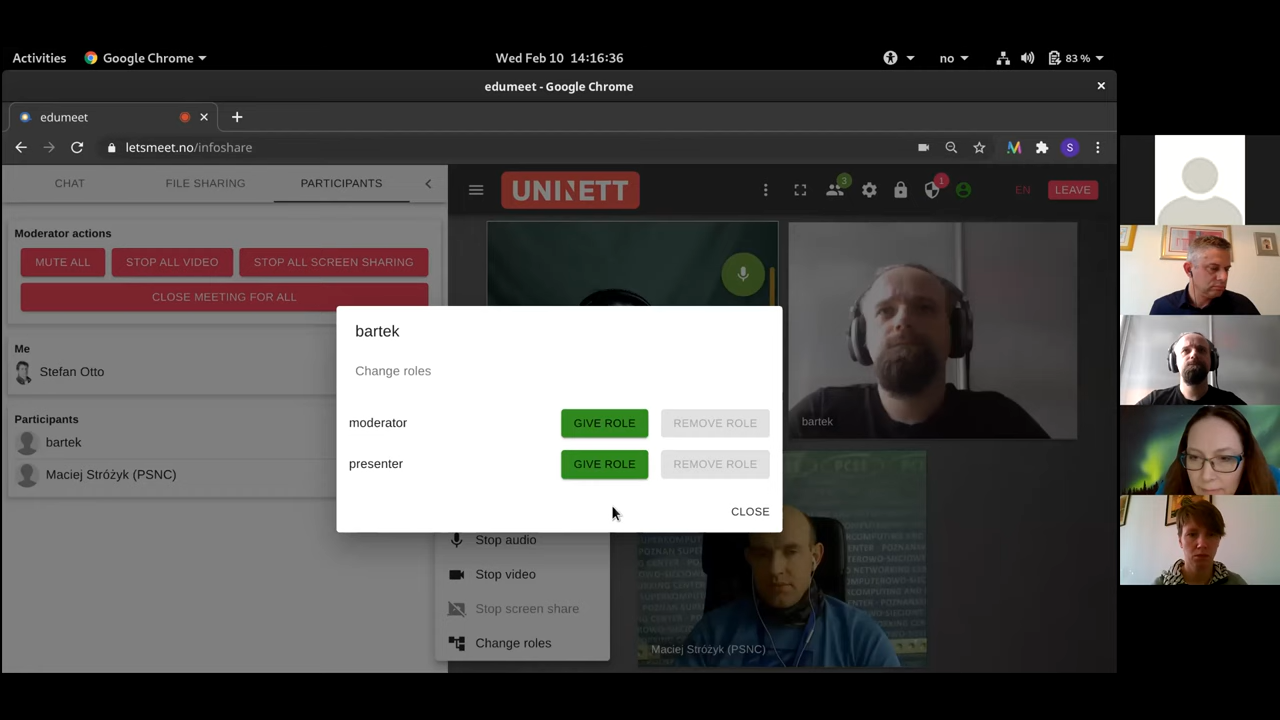 Activities
Google Chrome
Wed Feb 10 14:16:36
no
83 %
edumeet - Google Chrome
edumeet
letsmeet.no/infoshare
M
S
CHAT
FILE SHARING
PARTICIPANTS
UNINETT
3
1
EN
LEAVE
Moderator actions
MUTE ALL
STOP ALL VIDEO
STOP ALL SCREEN SHARING
CLOSE MEETING FOR ALL
Me
Stefan Otto
Participants
bartek
Maciej Stróżyk (PSNC)
bartek
Change roles
moderator
GIVE ROLE
REMOVE ROLE
presenter
GIVE ROLE
REMOVE ROLE
CLOSE
Stop audio
Stop video
Stop screen share
Change roles
bartek
Maciej Stróżyk (PSNC)